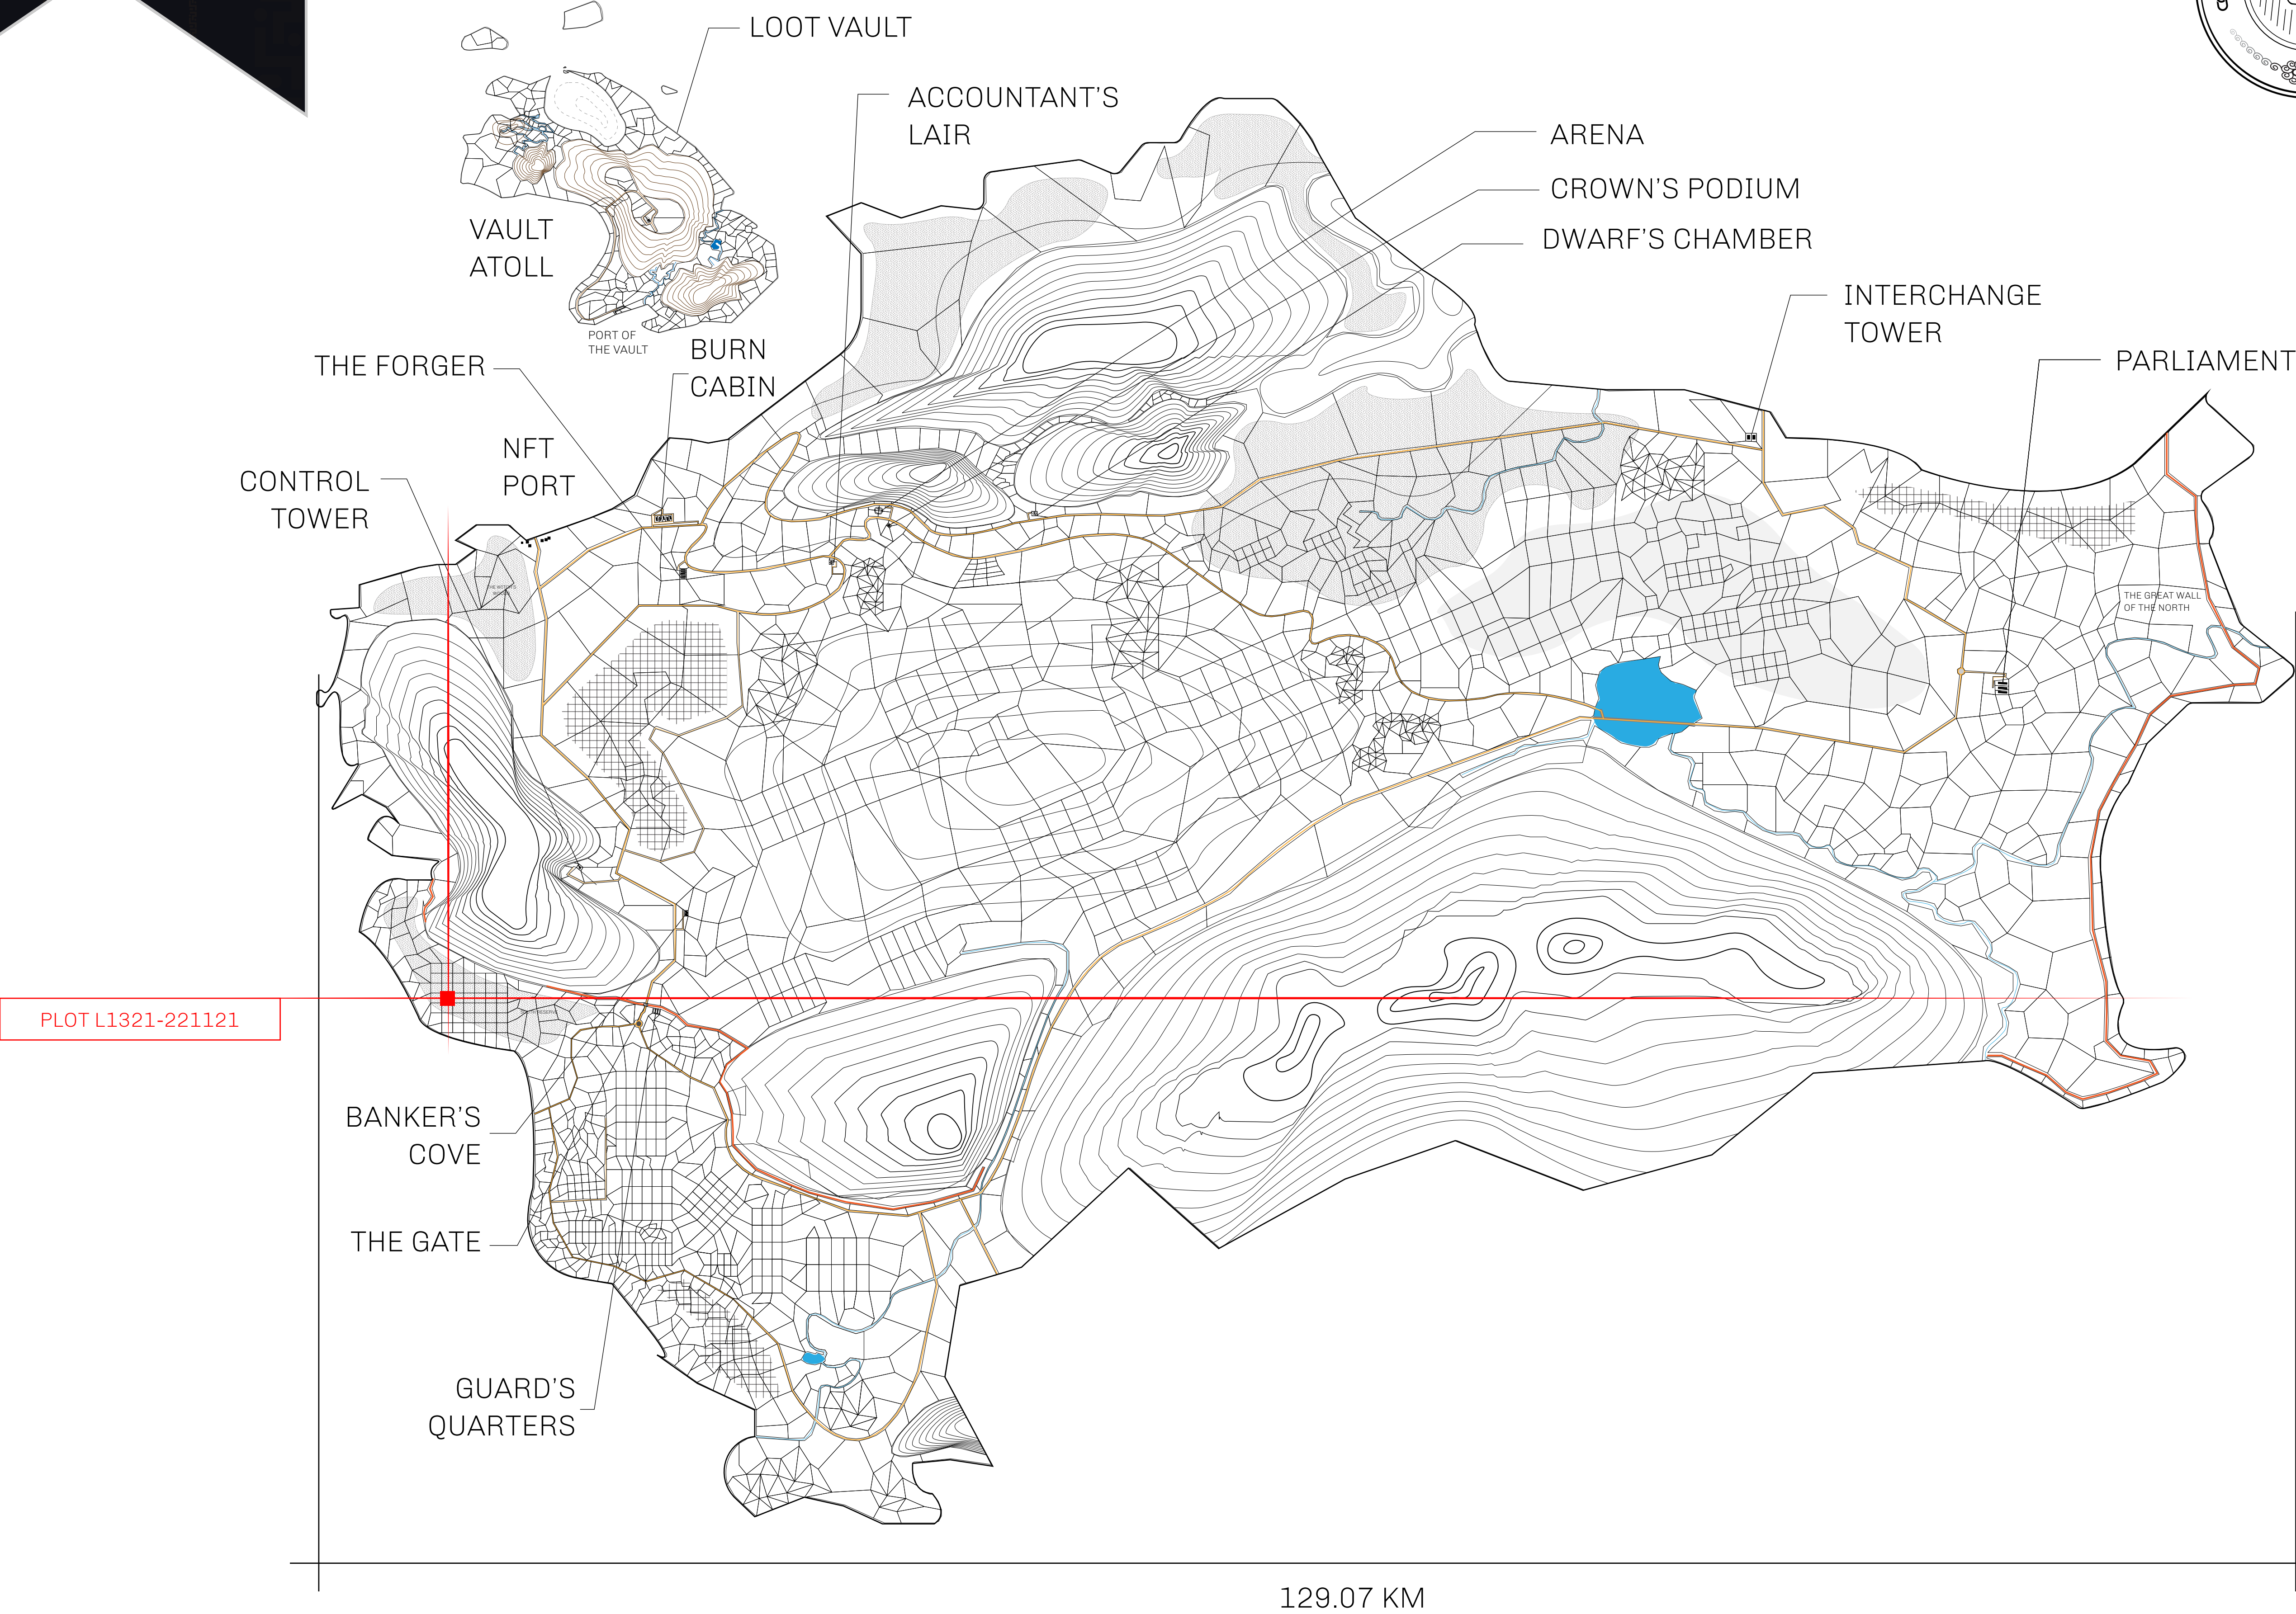 LOOT VAULT
ACCOUNTANT'S
LAIR
ARENA
CROWN'S PODIUM
DWARF'S CHAMBER
VAULT
ATOLL
INTERCHANGE
TOWER
PORT OF
THE VAULT
BURN
CABIN
THE FORGER
PARLIAMENT
NFT
PORT
CONTROL
TOWER
THE GREAT WALL
OF THE NORTH
PLOT L1321-221121
BANKER'S
COVE
THE GATE
GUARD'S
QUARTERS
129.07 KM